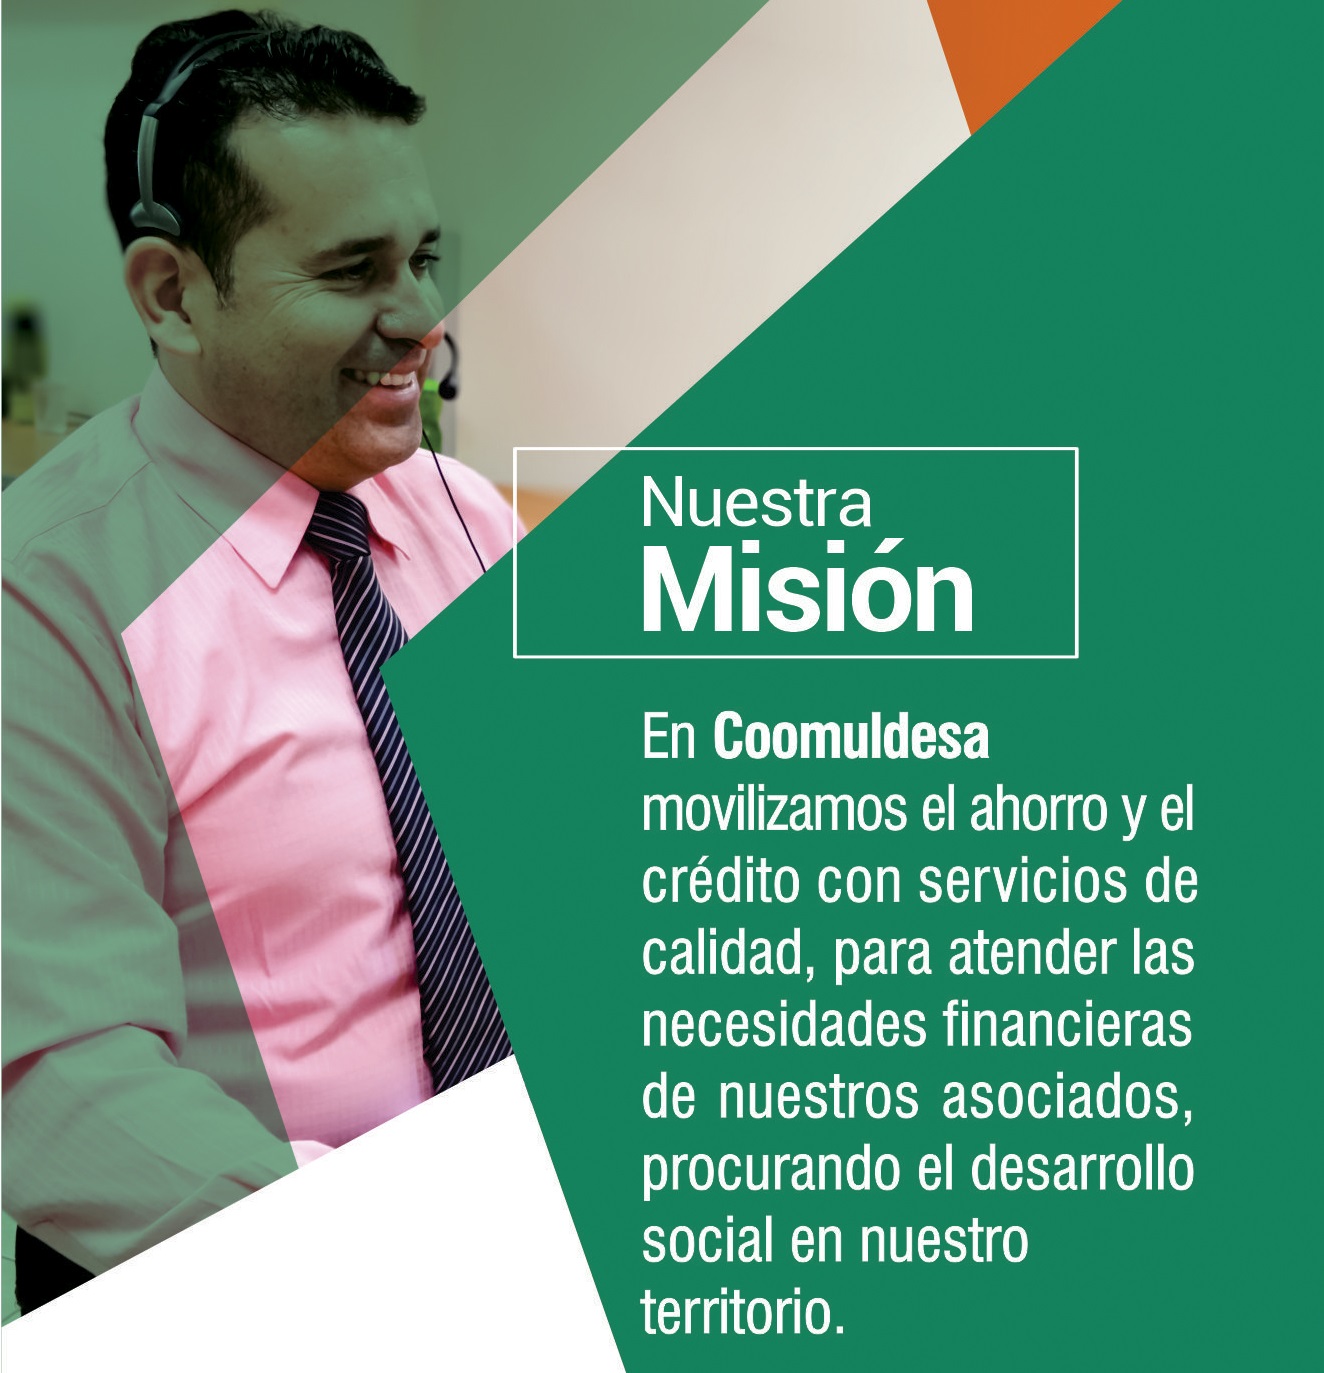 Nuestra
Misión
En Coomuldesa
movilizamos el ahorro y el
crédito con servicios de
calidad, para atender las
necesidades financieras
de nuestros asociados,
procurando el desarrollo
social en nuestro
territorio.